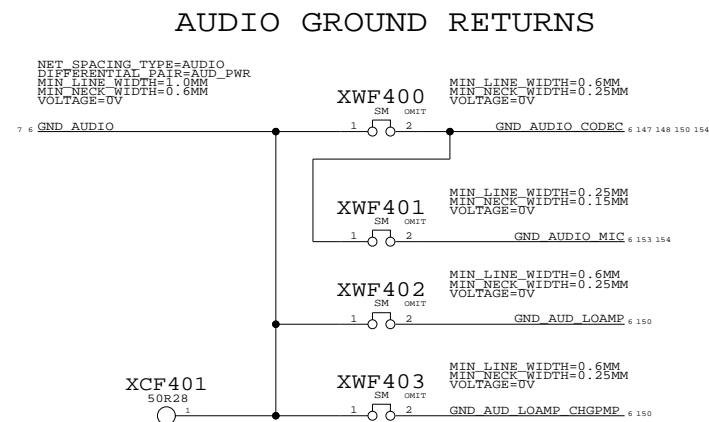 AUDIO GROUND RETURNS
NET_SPACING_TYPE=AUDIO
DIFFERENTIAL_PAIR=AUD_PWR
MIN_LINE_WIDTH=1.0MM
MIN_NECK_WIDTH=0.6MM
VOLTAGE=0V
7 6 GND_AUDIO
XWF400
SM OMIT
1 2
MIN_LINE_WIDTH=0.6MM
MIN_NECK_WIDTH=0.25MM
VOLTAGE=0V
GND_AUDIO_CODEC 6 147 148 150 154
XWF401
SM OMIT
1 2
MIN_LINE_WIDTH=0.25MM
MIN_NECK_WIDTH=0.15MM
VOLTAGE=0V
GND_AUDIO_MIC 6 153 154
XWF402
SM OMIT
1 2
MIN_LINE_WIDTH=0.6MM
MIN_NECK_WIDTH=0.25MM
VOLTAGE=0V
GND_AUD_LOAMP 6 150
XCF401
50R28
1
XWF403
SM OMIT
1 2
MIN_LINE_WIDTH=0.6MM
MIN_NECK_WIDTH=0.25MM
VOLTAGE=0V
GND_AUD_LOAMP_CHGPMP 6 150